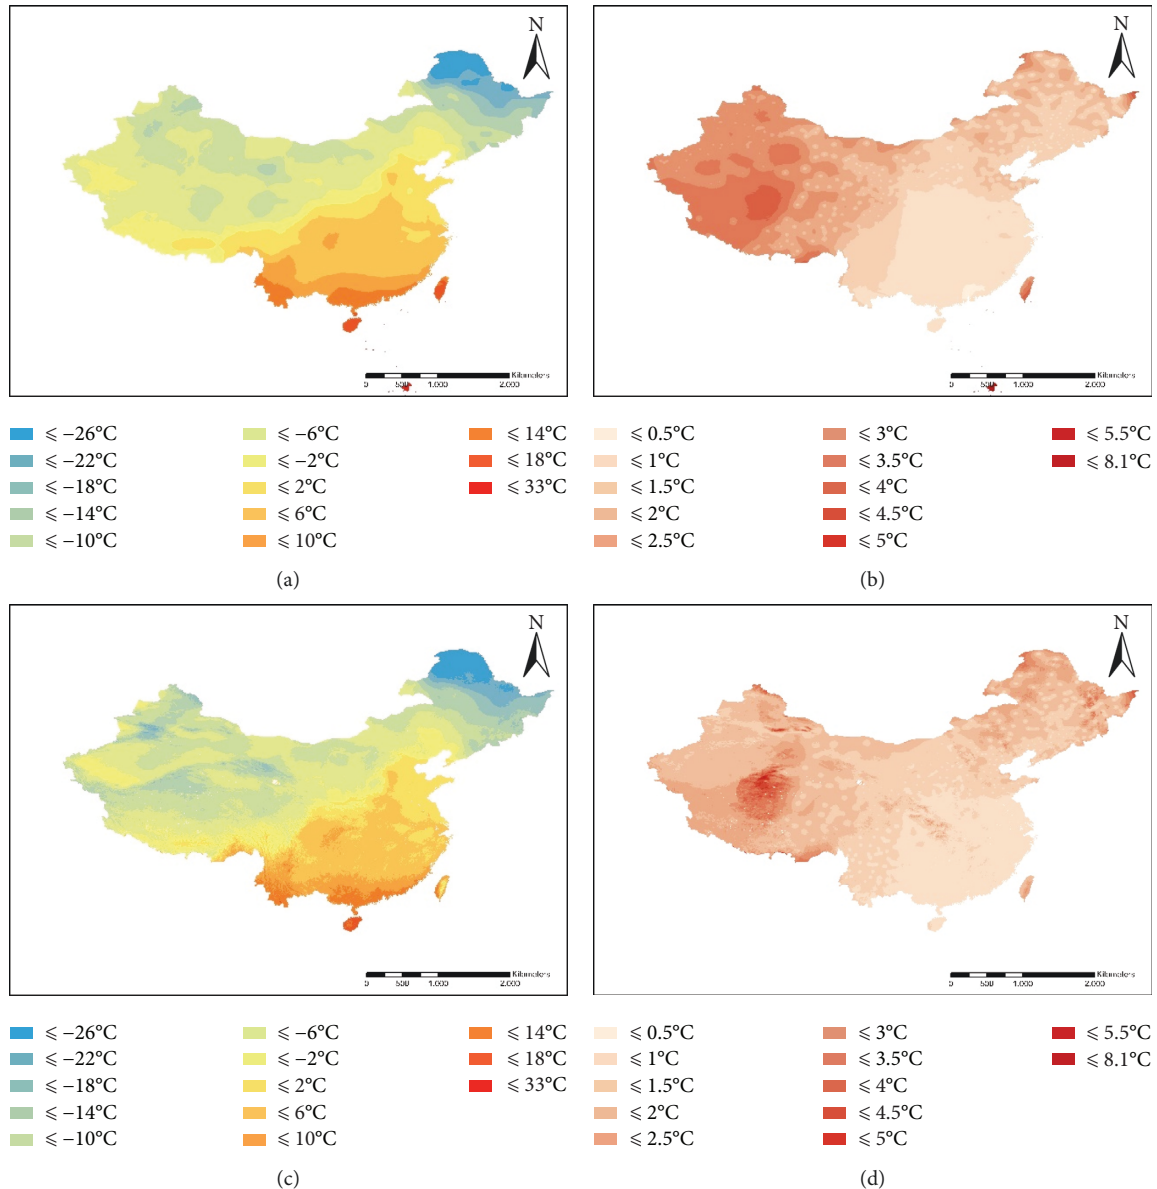 N
N
Kilometers
0 500 1.000 2.000
Kilometers
0 500 1.000 2.000
⩽ −26°C ⩽ −6°C ⩽ 14°C
⩽ −22°C ⩽ −2°C ⩽ 18°C
⩽ −18°C ⩽ 2°C ⩽ 33°C
⩽ −14°C ⩽ 6°C
⩽ −10°C ⩽ 10°C
(a)
⩽ 0.5°C ⩽ 3°C ⩽ 5.5°C
⩽ 1°C ⩽ 3.5°C ⩽ 8.1°C
⩽ 1.5°C ⩽ 4°C
⩽ 2°C ⩽ 4.5°C
⩽ 2.5°C ⩽ 5°C
(b)
N
N
Kilometers
0 500 1.000 2.000
Kilometers
0 500 1.000 2.000
⩽ −26°C ⩽ −6°C ⩽ 14°C
⩽ −22°C ⩽ −2°C ⩽ 18°C
⩽ −18°C ⩽ 2°C ⩽ 33°C
⩽ −14°C ⩽ 6°C
⩽ −10°C ⩽ 10°C
(c)
⩽ 0.5°C ⩽ 3°C ⩽ 5.5°C
⩽ 1°C ⩽ 3.5°C ⩽ 8.1°C
⩽ 1.5°C ⩽ 4°C
⩽ 2°C ⩽ 4.5°C
⩽ 2.5°C ⩽ 5°C
(d)